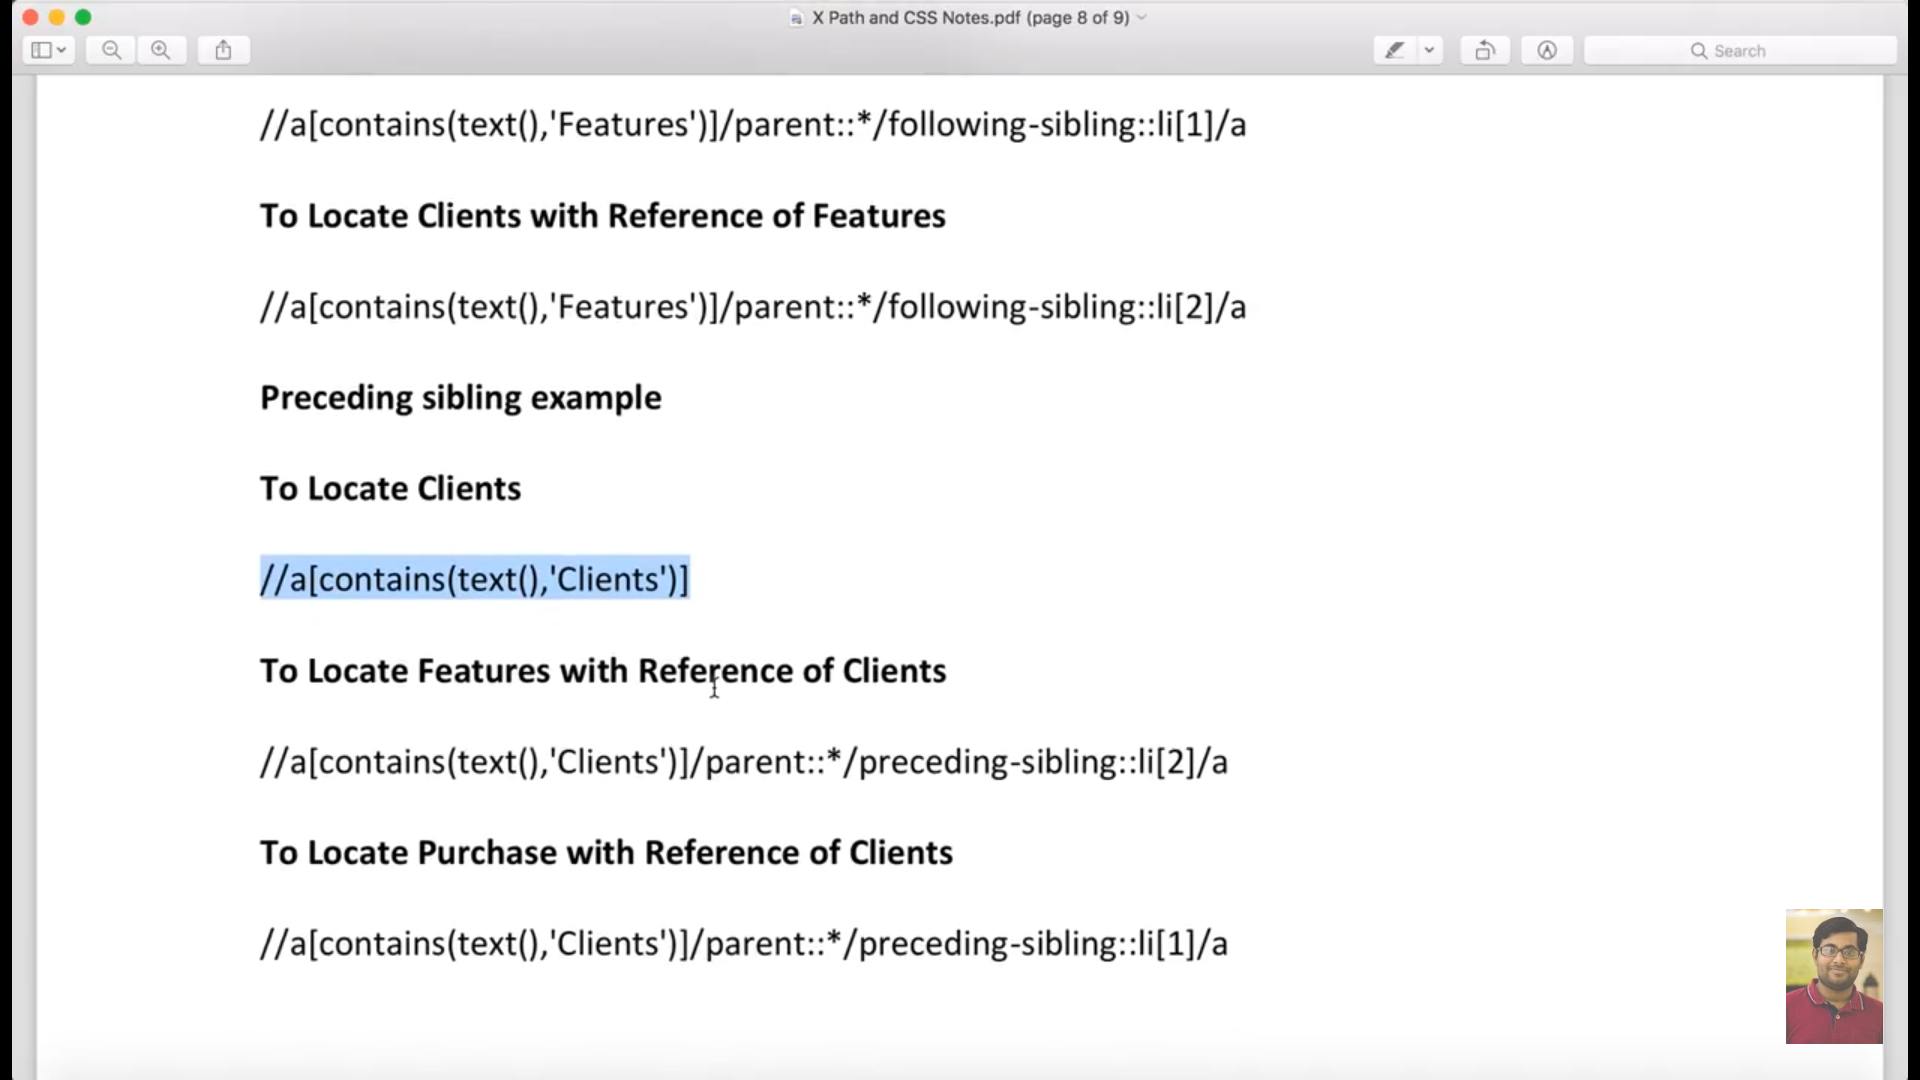 X Path and CSS Notes.pdf (page 8 of 9)
Search
//a[contains(text(),'Features')]/parent::*/following-sibling::li[1]/a
To Locate Clients with Reference of Features
//a[contains(text(),'Features')]/parent::*/following-sibling::li[2]/a
Preceding sibling example
To Locate Clients
//a[contains(text(),'Clients')]
To Locate Features with Reference of Clients
//a[contains(text(),'Clients')]/parent::*/preceding-sibling::li[2]/a
To Locate Purchase with Reference of Clients
//a[contains(text(),'Clients')]/parent::*/preceding-sibling::li[1]/a